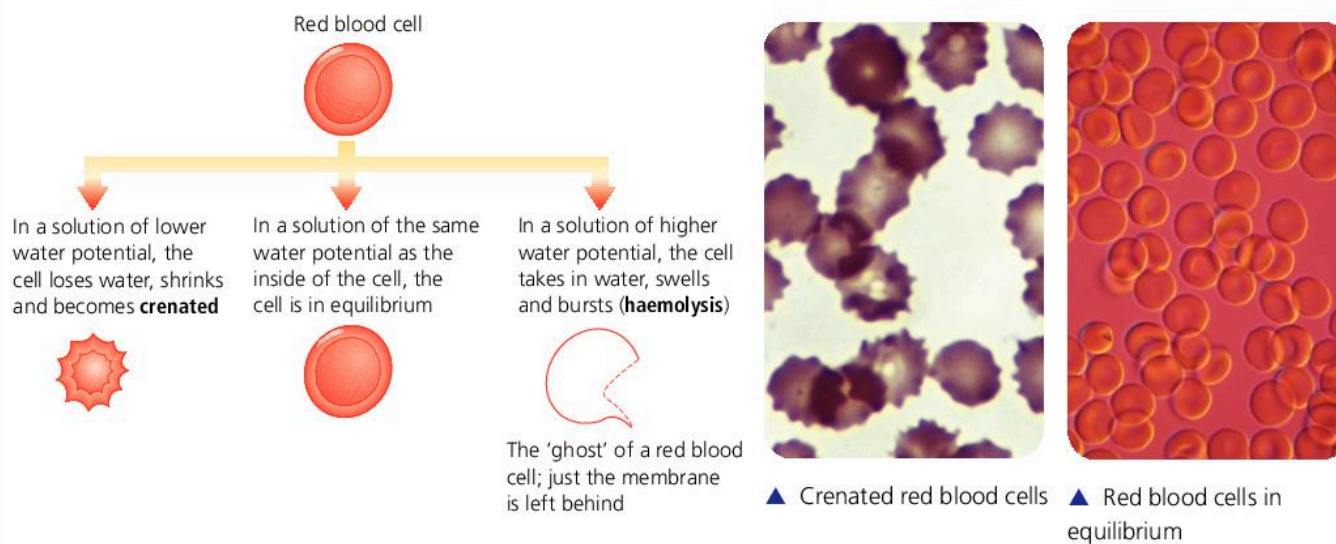 Red blood cell
In a solution of lower
water potential, the
cell loses water, shrinks
and becomes crenated
In a solution of the same
water potential as the
inside of the cell, the
cell is in equilibrium
In a solution of higher
water potential, the cell
takes in water, swells
and bursts (haemolysis)
The ‘ghost’ of a red blood
cell; just the membrane
is left behind
▲ Crenated red blood cells
▲ Red blood cells in
equilibrium